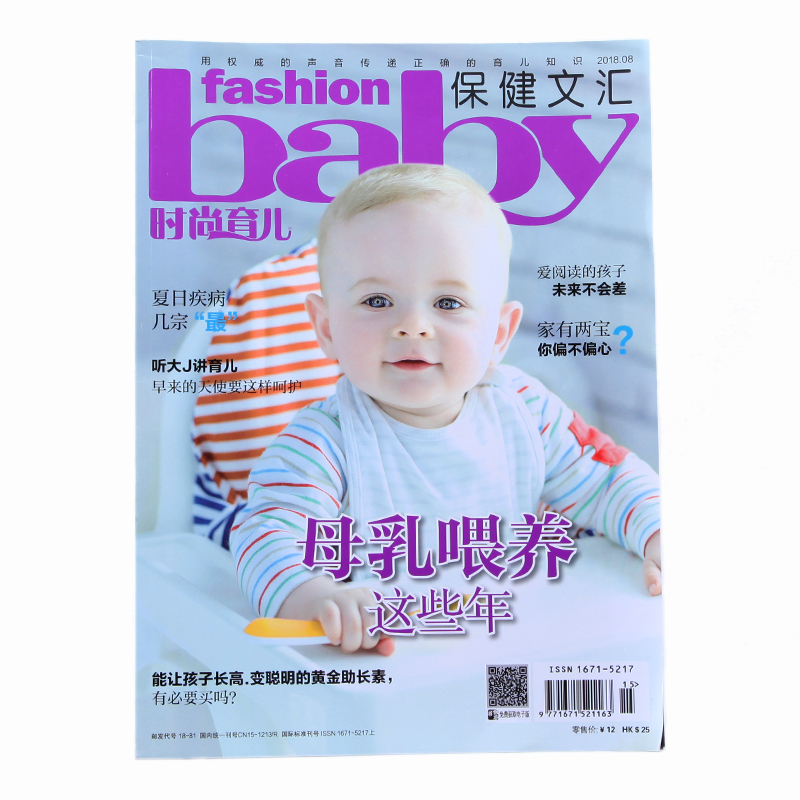 用权威的声音传递正确的育儿知识 2018.08
fashion
保健文汇
baby
时尚育儿
爱阅读的孩子
未来不会差
夏日疾病
几宗“最”
家有两宝
你偏不偏心?
听大J讲育儿
早来的天使要这样呵护
母乳喂养
这些年
能让孩子长高、变聪明的黄金助长素，
有必要买吗?
ISSN 1671-5217
15>
9 771671 521163
免费获取电子版
邮发代号 18-81 国内统一刊号CN15-1213/R 国际标准刊号ISSN 1671-5217上
零售价: ¥12 HK$25